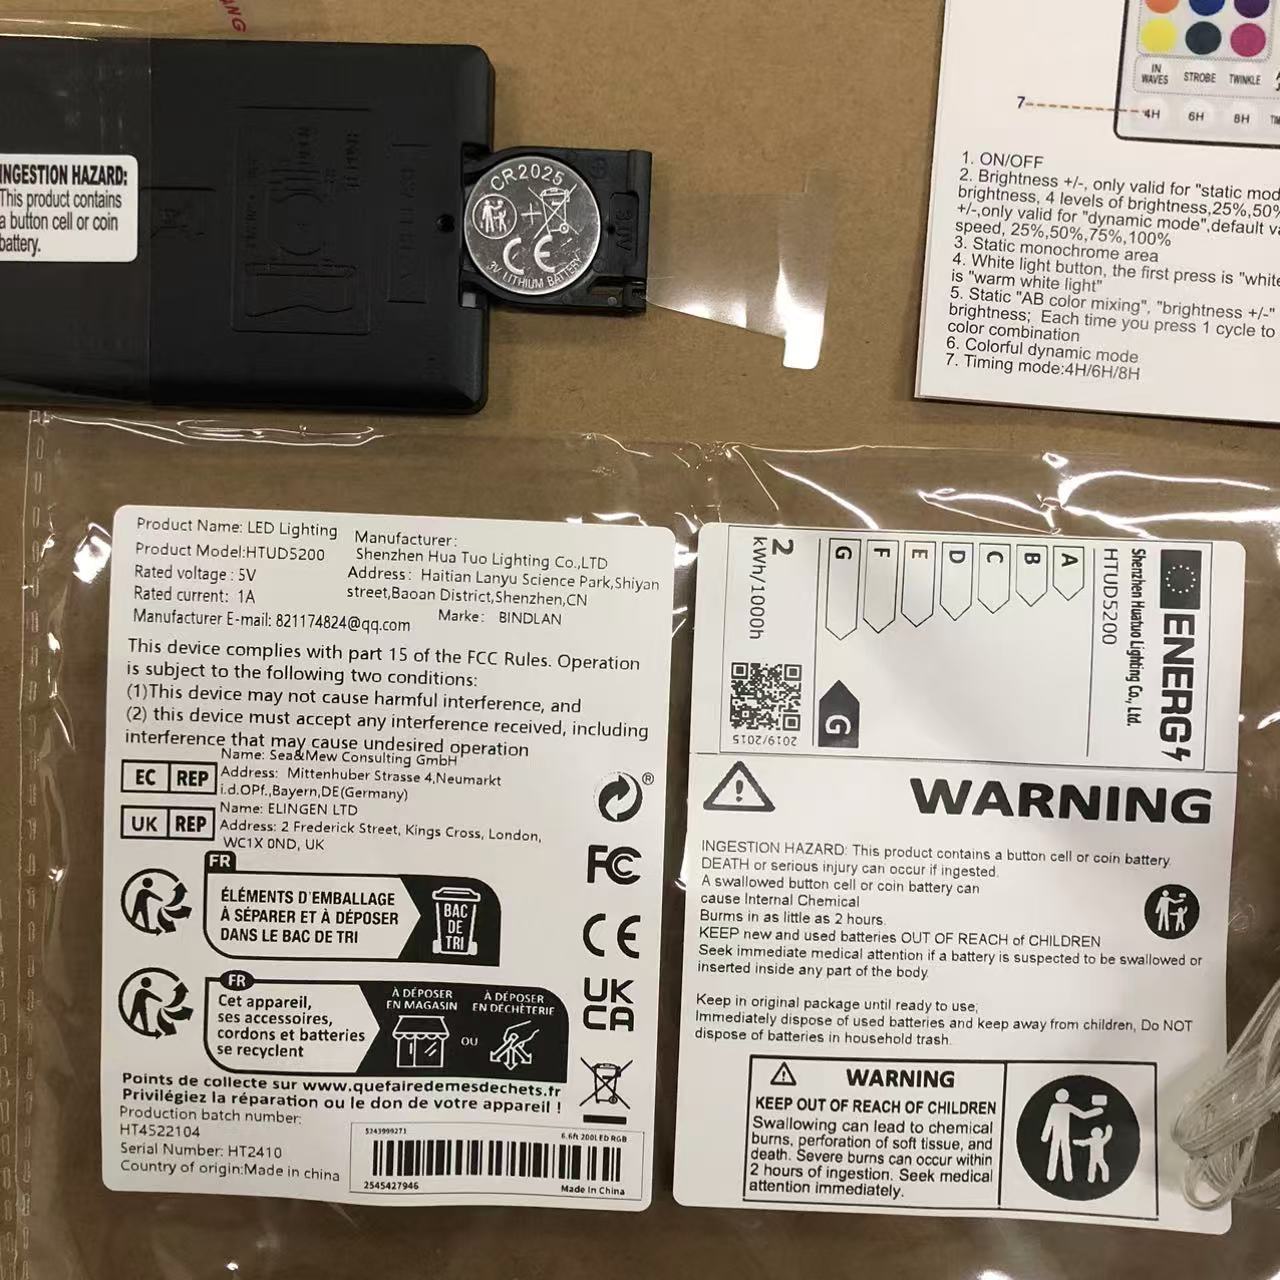 ANG
INGESTION HAZARD:
This product contains
a button cell or coin
battery.
CR2025
+
CE
3V LITHIUM BATTERY
IN WAVES
STROBE
TWINKLE
7
4H
6H
8H
1. ON/OFF
2. Brightness +/-, only valid for "static mod
brightness, 4 levels of brightness,25%,50%
+/-,only valid for "dynamic mode",default va
speed, 25%,50%,75%,100%
3. Static monochrome area
4. White light button, the first press is "white
is "warm white light"
5. Static "AB color mixing", "brightness +/-"
brightness; Each time you press 1 cycle to
color combination
6. Colorful dynamic mode
7. Timing mode:4H/6H/8H
Product Name: LED Lighting
Product Model:HTUD5200
Rated voltage : 5V
Rated current: 1A
Manufacturer E-mail: 821174824@qq.com
Manufacturer:
Shenzhen Hua Tuo Lighting Co.,LTD
Address: Haitian Lanyu Science Park,Shiyan
street,Baoan District,Shenzhen,CN
Marke: BINDLAN
This device complies with part 15 of the FCC Rules. Operation
is subject to the following two conditions:
(1)This device may not cause harmful interference, and
(2) this device must accept any interference received, including
interference that may cause undesired operation
EC REP
Name: Sea&Mew Consulting GmbH
Address: Mittenhuber Strasse 4,Neumarkt
i.d.OPf.,Bayern,DE(Germany)
UK REP
Name: ELINGEN LTD
Address: 2 Frederick Street, Kings Cross, London,
WC1X 0ND, UK
®
FC
CE
UK
CA
FR
ÉLÉMENTS D'EMBALLAGE
À SÉPARER ET À DÉPOSER
DANS LE BAC DE TRI
BAC
DE
TRI
FR
Cet appareil,
ses accessoires,
cordons et batteries
se recyclent
À DÉPOSER
EN MAGASIN
OU
À DÉPOSER
EN DÉCHÈTERIE
Points de collecte sur www.quefairedemesdechets.fr
Privilégiez la réparation ou le don de votre appareil !
Production batch number:
HT4522104
Serial Number: HT2410
Country of origin:Made in china
5243999271
6.6ft 200LED RGB
2545427946
Made In China
ENERG
Shenzhen Huatuo Lighting Co., Ltd.
HTUD5200
A
B
C
D
E
F
G
G
2
kWh/1000h
2019/2015
WARNING
INGESTION HAZARD: This product contains a button cell or coin battery.
DEATH or serious injury can occur if ingested.
A swallowed button cell or coin battery can
cause Internal Chemical
Burms in as little as 2 hours.
KEEP new and used batteries OUT OF REACH of CHILDREN
Seek immediate medical attention if a battery is suspected to be swallowed or
inserted inside any part of the body.
Keep in original package until ready to use;
Immediately dispose of used batteries and keep away from children, Do NOT
dispose of batteries in household trash.
WARNING
KEEP OUT OF REACH OF CHILDREN
Swallowing can lead to chemical
burns, perforation of soft tissue, and
death. Severe burns can occur within
2 hours of ingestion. Seek medical
attention immediately.